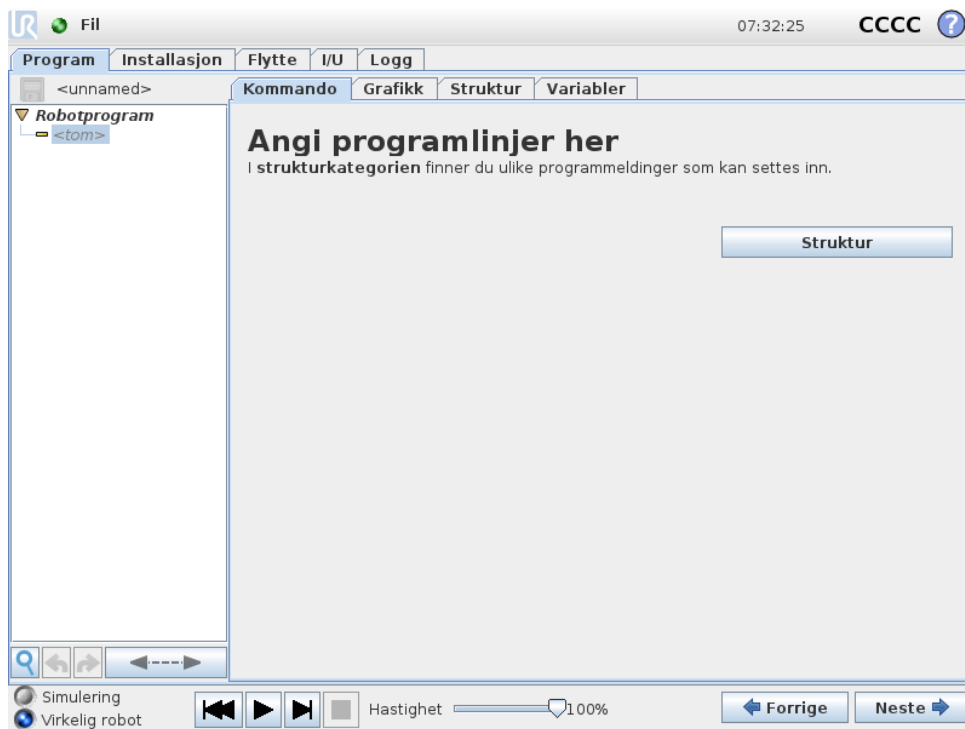 UR Fil 07:32:25 CCCC ?
Program Installasjon Flytte I/U Logg
<unnamed> Kommando Grafikk Struktur Variabler
Robotprogram
<tom>
Angi programlinjer her
I strukturkategorien finner du ulike programmeldinger som kan settes inn.
Struktur
Simulering
Virkelig robot
Hastighet 100%
Forrige Neste